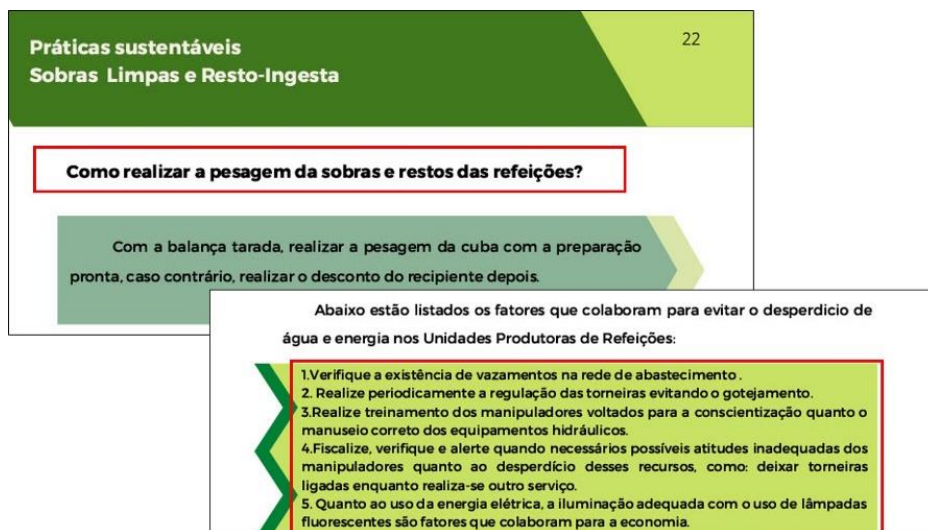 Práticas sustentáveis
Sobras Limpas e Resto-Ingesta
22
Como realizar a pesagem da sobras e restos das refeições?
Com a balança tarada, realizar a pesagem da cuba com a preparação
pronta, caso contrário, realizar o desconto do recipiente depois.
Abaixo estão listados os fatores que colaboram para evitar o desperdício de
água e energia nos Unidades Produtoras de Refeições:
1.Verifique a existência de vazamentos na rede de abastecimento .
2. Realize periodicamente a regulação das torneiras evitando o gotejamento.
3.Realize treinamento dos manipuladores voltados para a conscientização quanto o
manuseio correto dos equipamentos hidráulicos.
4.Fiscalize, verifique e alerte quando necessários possíveis atitudes inadequadas dos
manipuladores quanto ao desperdício desses recursos, como: deixar torneiras
ligadas enquanto realiza-se outro serviço.
5. Quanto ao uso da energia elétrica, a iluminação adequada com o uso de lâmpadas
fluorescentes são fatores que colaboram para a economia.